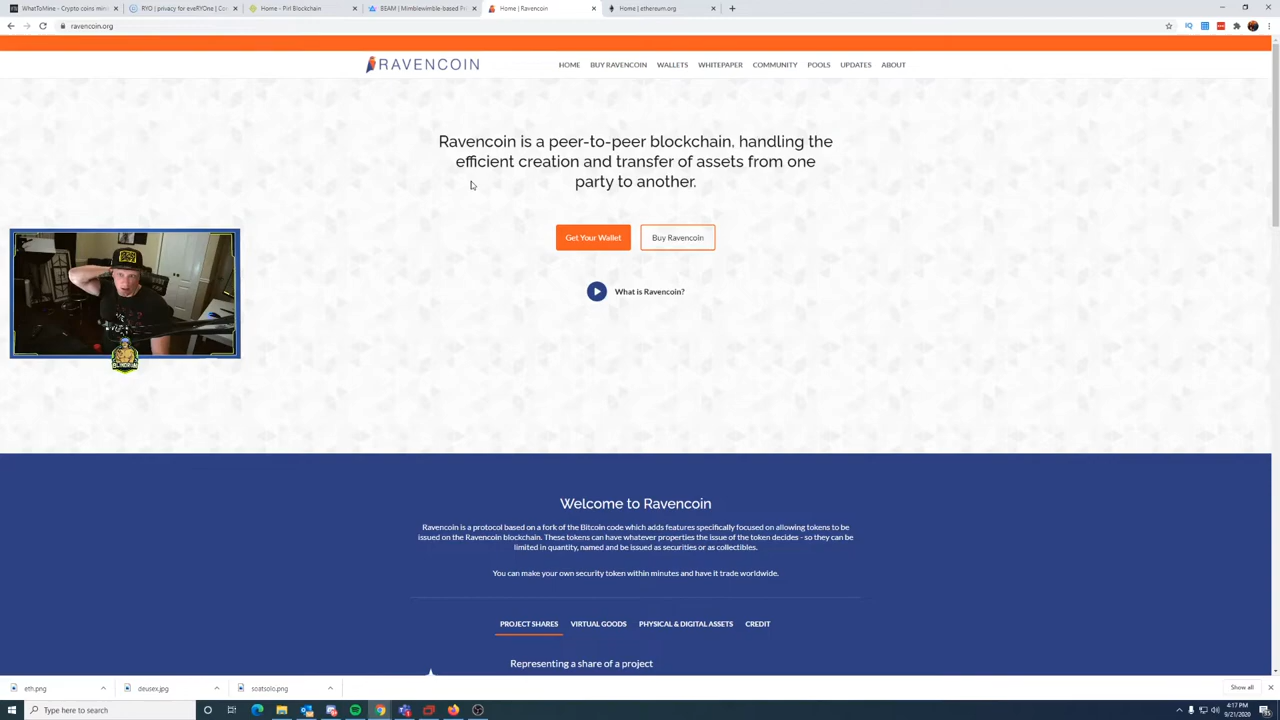 WhatToMine - Crypto coins min
RYO | privacy for eveRYOne | Co
Home - Pirl Blockchain
BEAM | Mimblewimble-based Pr
Home | Ravencoin
Home | ethereum.org
ravencoin.org
RAVENCOIN
HOME
BUY RAVENCOIN
WALLETS
WHITEPAPER
COMMUNITY
POOLS
UPDATES
ABOUT
Ravencoin is a peer-to-peer blockchain, handling the
efficient creation and transfer of assets from one
party to another.
Get Your Wallet
Buy Ravencoin
What is Ravencoin?
Welcome to Ravencoin
Ravencoin is a protocol based on a fork of the Bitcoin code which adds features specifically focused on allowing tokens to be
issued on the Ravencoin blockchain. These tokens can have whatever properties the issue of the token decides - so they can be
limited in quantity, named and be issued as securities or as collectibles.
You can make your own security token within minutes and have it trade worldwide.
PROJECT SHARES
VIRTUAL GOODS
PHYSICAL & DIGITAL ASSETS
CREDIT
Representing a share of a project
eth.png
deusex.jpg
soatsolo.png
Show all
Type here to search
4:17 PM
9/21/2020